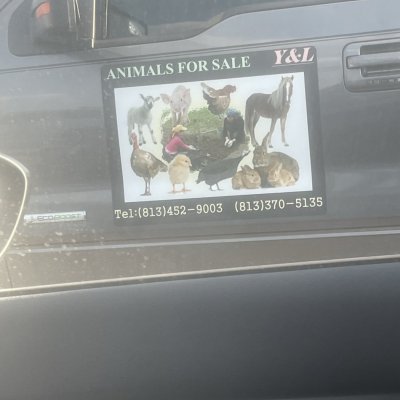 ANIMALS FOR SALE Y&L
Tel:(813)452-9003 (813)370-5135
ECOBOOST